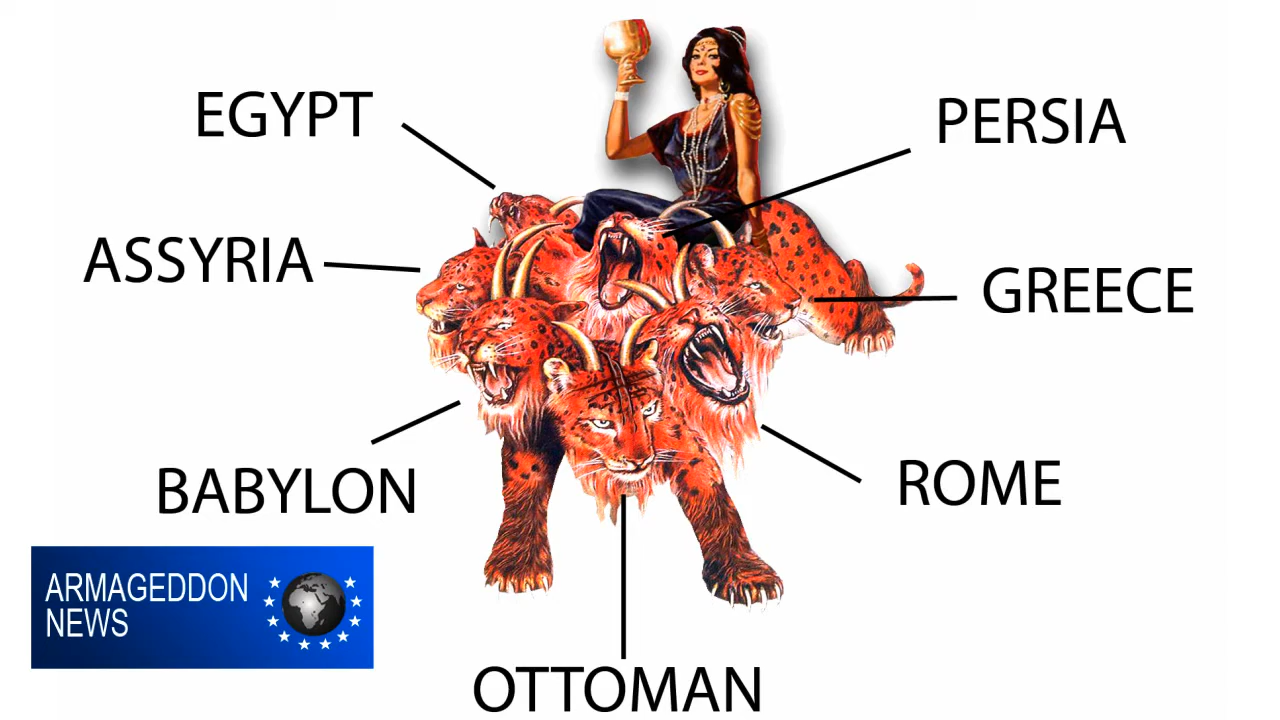 EGYPT
PERSIA
ASSYRIA
GREECE
BABYLON
ROME
ARMAGEDDON
NEWS
OTTOMAN